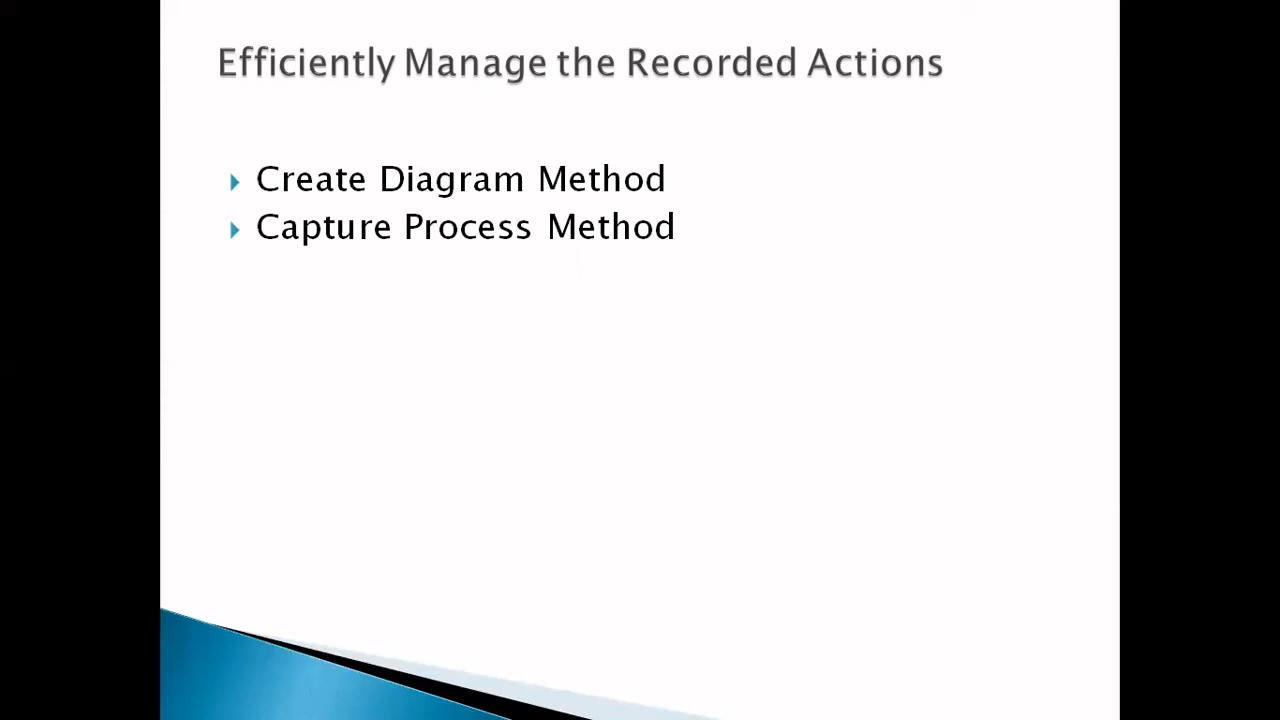 Efficiently Manage the Recorded Actions
Create Diagram Method
Capture Process Method